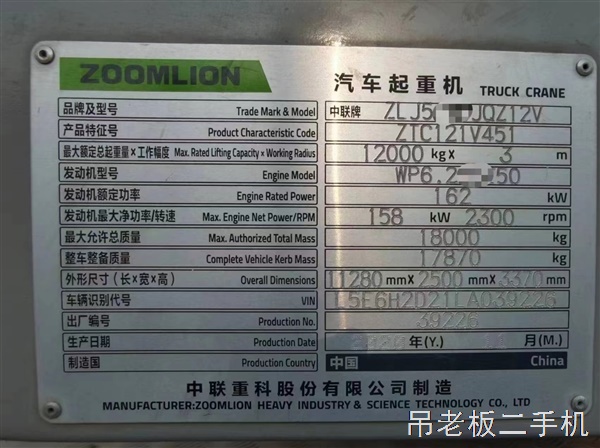 ZOOMLION 汽车起重机 TRUCK CRANE
品牌及型号 Trade Mark & Model 中联牌 JQZ12V
产品特征号 Product Characteristic Code ZTC121V451
最大额定总起重量×工作幅度 Max. Rated Lifting Capacity × Working Radius 12000 kg X 3 m
发动机型号 Engine Model WP6.2 50
发动机额定功率 Engine Rated Power 162 kW
发动机最大净功率/转速 Max. Engine Net Power/RPM 158 kW 2300 rpm
最大允许总质量 Max. Authorized Total Mass 18000 kg
整车整备质量 Complete Vehicle Kerb Mass 17870 kg
外形尺寸（长×宽×高） Overall Dimensions 11280 mm× 2500 mm× 3370 mm
车辆识别代号 VIN L5E6H2D21LA039226
出厂编号 Production No. 39226
生产日期 Production Date 年(Y.) 月(M.)
制造国 Production Country 中国 China
中联重科股份有限公司制造
MANUFACTURER:ZOOMLION HEAVY INDUSTRY & SCIENCE TECHNOLOGY CO., LTD
吊老板二手机